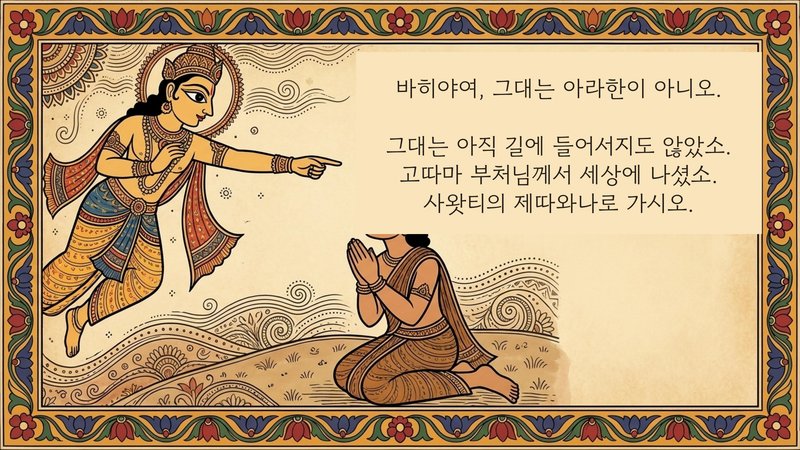 바히야여, 그대는 아라한이 아니오.
그대는 아직 길에 들어서지도 않았소.
고따마 부처님께서 세상에 나셨소.
사왓티의 제따와나로 가시오.